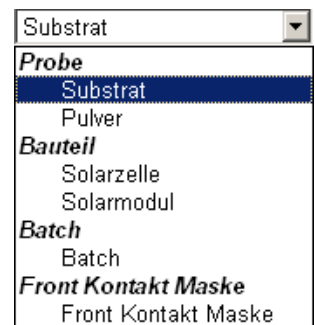 Substrat
Probe
Substrat
Pulver
Bauteil
Solarzelle
Solarmodul
Batch
Batch
Front Kontakt Maske
Front Kontakt Maske